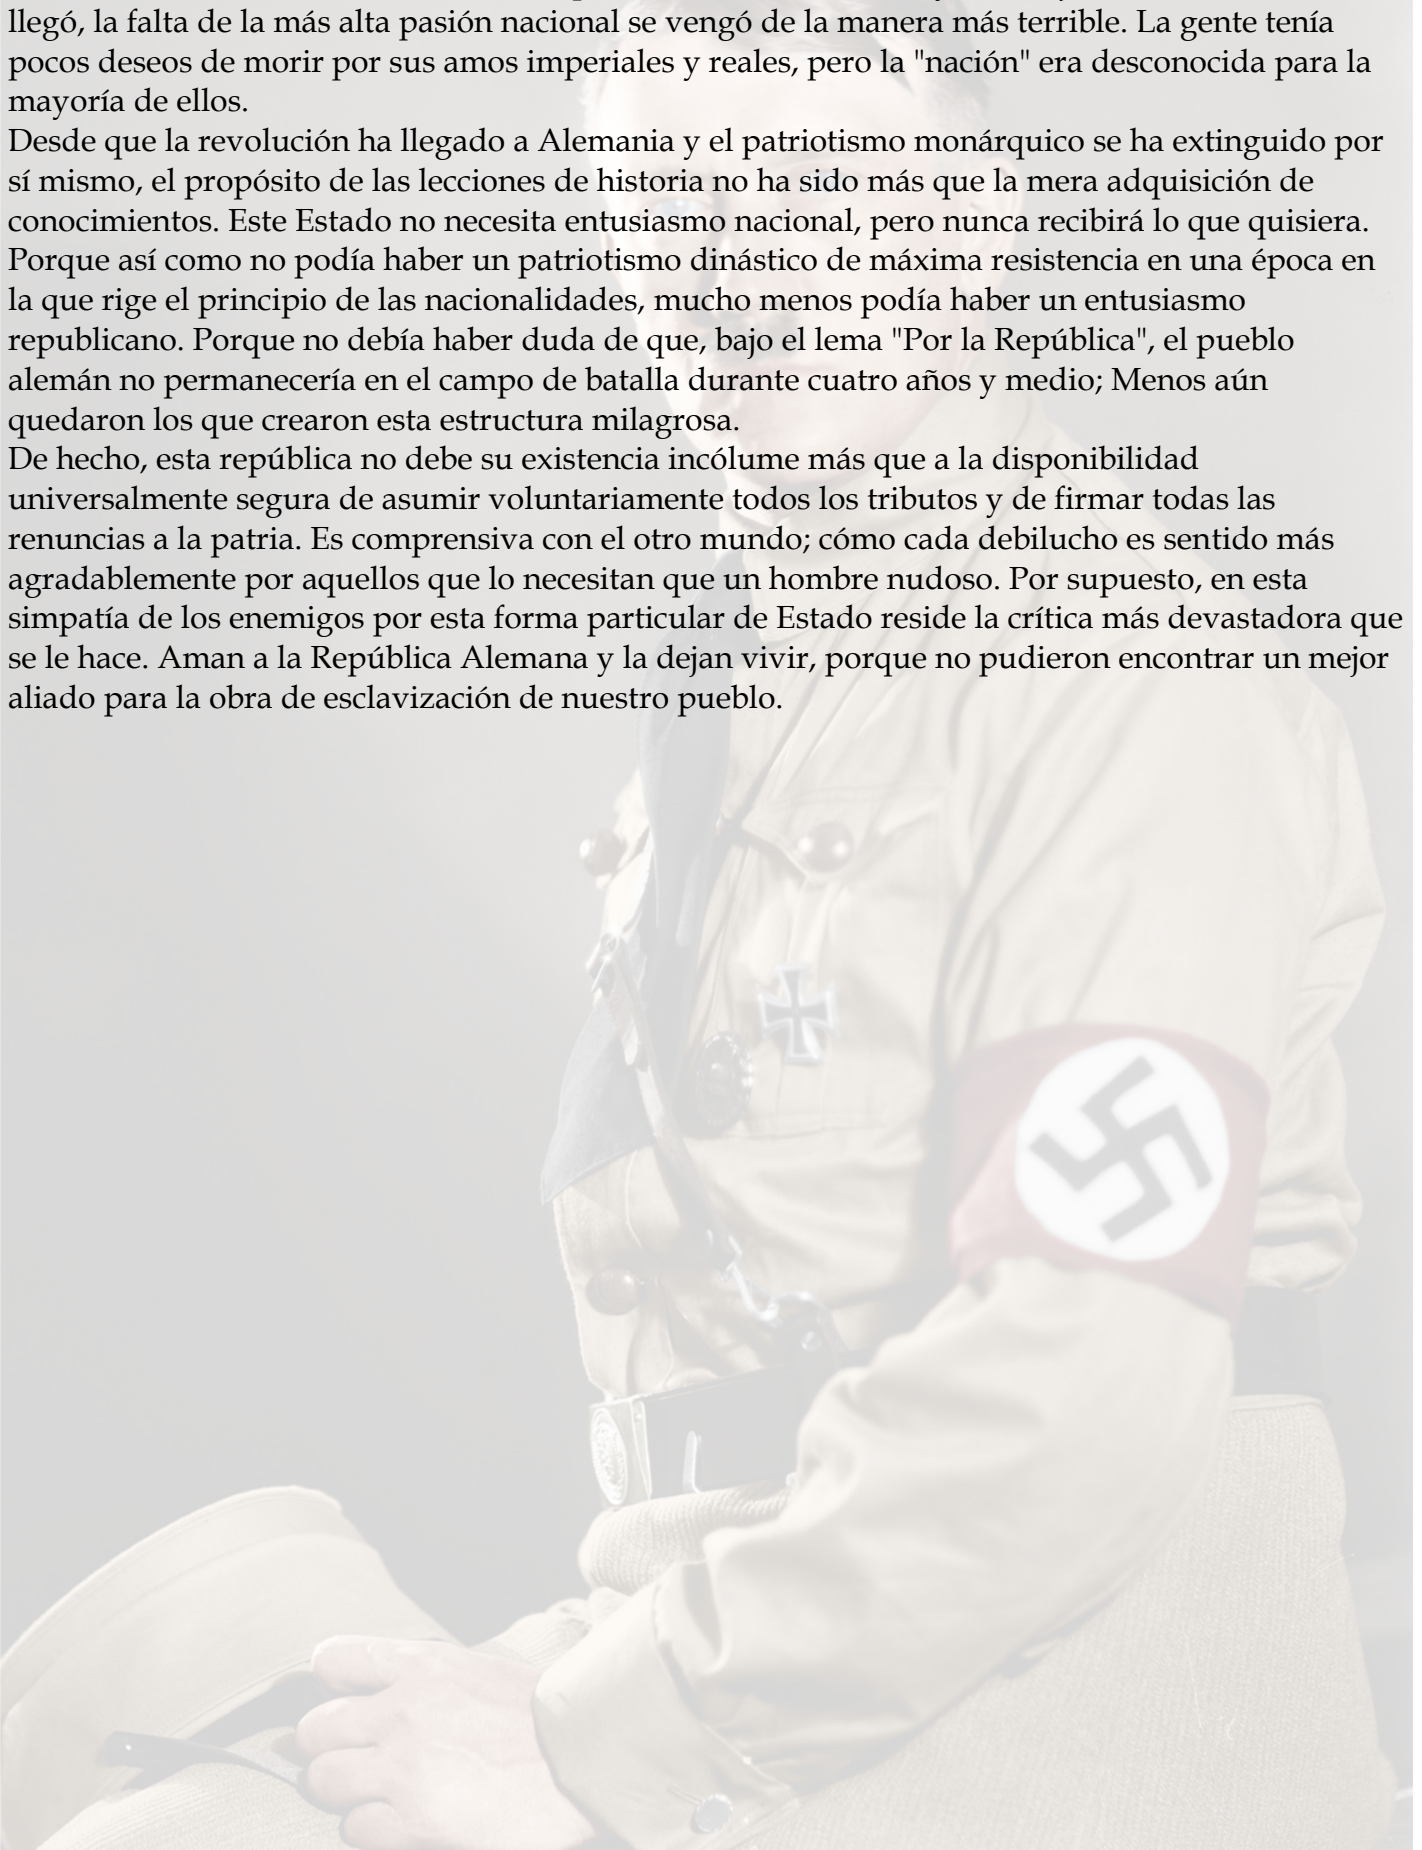 llegó, la falta de la más alta pasión nacional se vengó de la manera más terrible. La gente tenía
pocos deseos de morir por sus amos imperiales y reales, pero la "nación" era desconocida para la
mayoría de ellos.
Desde que la revolución ha llegado a Alemania y el patriotismo monárquico se ha extinguido por
sí mismo, el propósito de las lecciones de historia no ha sido más que la mera adquisición de
conocimientos. Este Estado no necesita entusiasmo nacional, pero nunca recibirá lo que quisiera.
Porque así como no podía haber un patriotismo dinástico de máxima resistencia en una época en
la que rige el principio de las nacionalidades, mucho menos podía haber un entusiasmo
republicano. Porque no debía haber duda de que, bajo el lema "Por la República", el pueblo
alemán no permanecería en el campo de batalla durante cuatro años y medio; Menos aún
quedaron los que crearon esta estructura milagrosa.
De hecho, esta república no debe su existencia incólume más que a la disponibilidad
universalmente segura de asumir voluntariamente todos los tributos y de firmar todas las
renuncias a la patria. Es comprensiva con el otro mundo; cómo cada debilucho es sentido más
agradablemente por aquellos que lo necesitan que un hombre nudoso. Por supuesto, en esta
simpatía de los enemigos por esta forma particular de Estado reside la crítica más devastadora que
se le hace. Aman a la República Alemana y la dejan vivir, porque no pudieron encontrar un mejor
aliado para la obra de esclavización de nuestro pueblo.